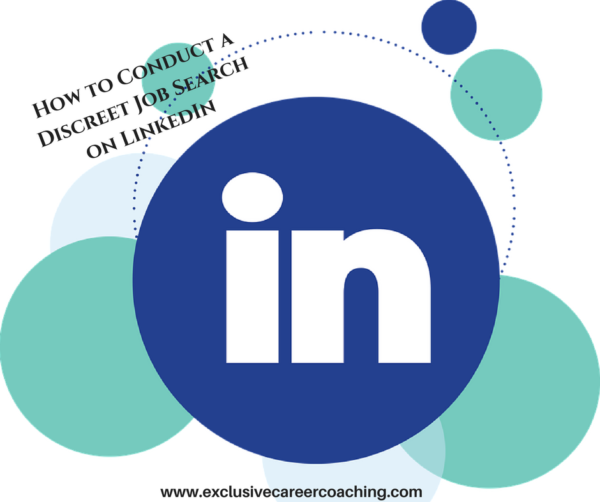 How to Conduct a
Discreet Job Search
on LinkedIn
in
www.exclusivecareercoaching.com